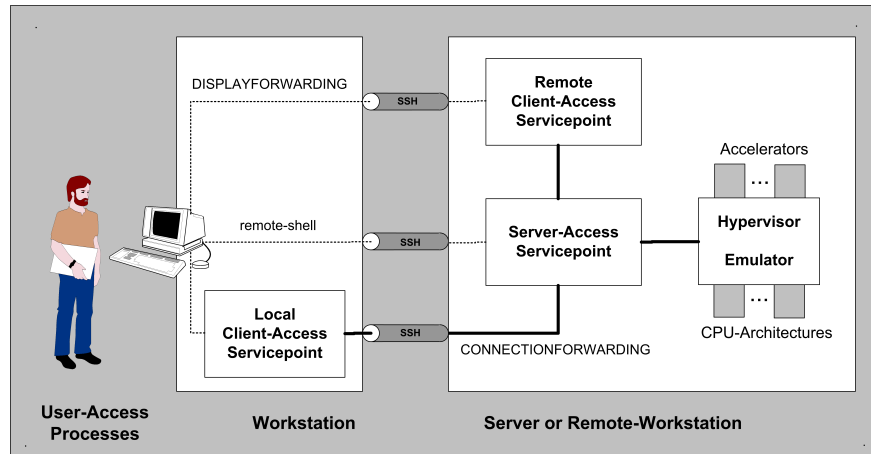 DISPLAYFORWARDING
SSH
Remote
Client-Access
Servicepoint
Accelerators
...
remote-shell
SSH
Server-Access
Servicepoint
Hypervisor
Emulator
...
CPU-Architectures
Local
Client-Access
Servicepoint
SSH
CONNECTIONFORWARDING
User-Access
Processes
Workstation
Server or Remote-Workstation